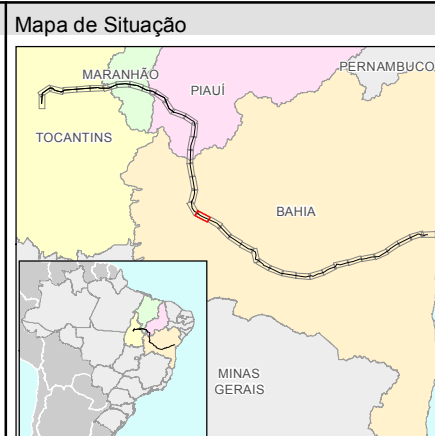 Mapa de Situação
PERNAMBUCO
MARANHÃO
PIAUÍ
TOCANTINS
BAHIA
MINAS
GERAIS